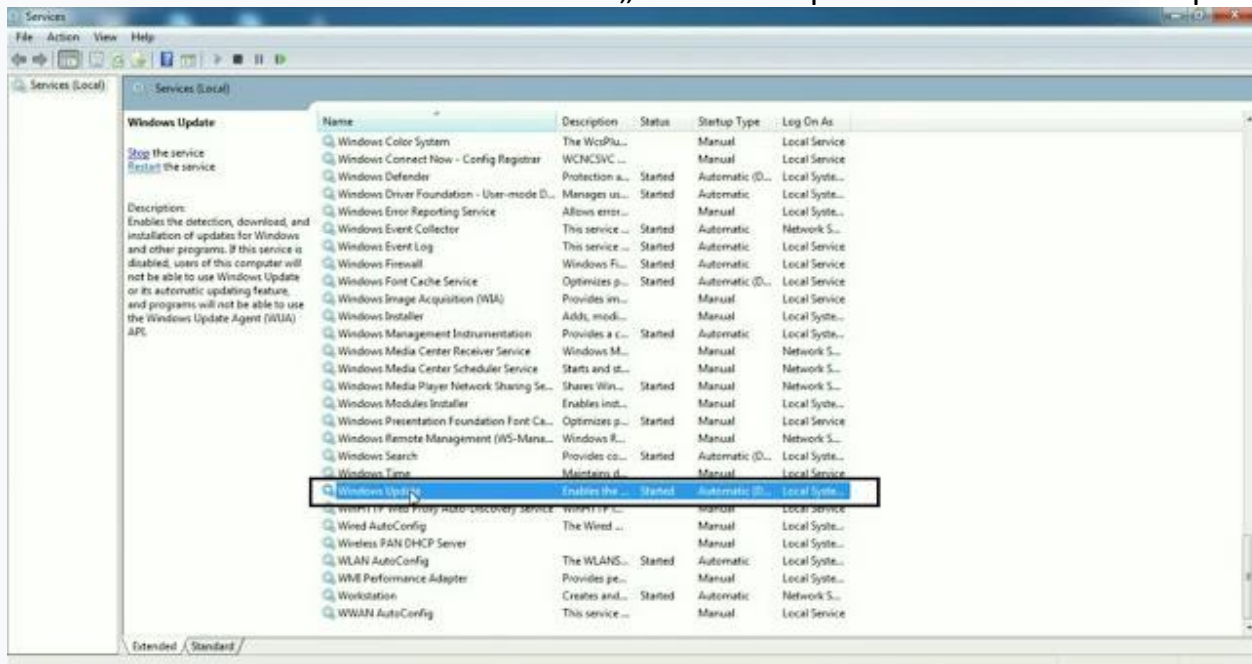 Services
File Action View Help
Services (Local)
Services (Local)
Windows Update
Stop the service
Restart the service
Description:
Enables the detection, download, and
installation of updates for Windows
and other programs. If this service is
disabled, users of this computer will
not be able to use Windows Update
or its automatic updating feature,
and programs will not be able to use
the Windows Update Agent (WUA)
API.
Name Description Status Startup Type Log On As
Windows Color System The WcsPlu... Manual Local Service
Windows Connect Now - Config Registrar WCNCSVC ... Manual Local Service
Windows Defender Protection a... Started Automatic (D... Local Syste...
Windows Driver Foundation - User-mode D... Manages us... Started Automatic Local Syste...
Windows Error Reporting Service Allows error... Manual Local Syste...
Windows Event Collector This service ... Started Automatic Network S...
Windows Event Log This service ... Started Automatic Local Service
Windows Firewall Windows Fi... Started Automatic Local Service
Windows Font Cache Service Optimizes p... Started Automatic (D... Local Service
Windows Image Acquisition (WIA) Provides im... Manual Local Service
Windows Installer Adds, modi... Manual Local Syste...
Windows Management Instrumentation Provides a c... Started Automatic Local Syste...
Windows Media Center Receiver Service Windows M... Manual Network S...
Windows Media Center Scheduler Service Starts and st... Manual Network S...
Windows Media Player Network Sharing Se... Shares Win... Started Manual Network S...
Windows Modules Installer Enables inst... Manual Local Syste...
Windows Presentation Foundation Font Ca... Optimizes p... Started Manual Local Service
Windows Remote Management (WS-Mana... Windows R... Manual Network S...
Windows Search Provides co... Started Automatic (D... Local Syste...
Windows Time Maintains d... Manual Local Service
Windows Update Enables the ... Started Automatic (D... Local Syste...
WinHTTP Web Proxy Auto-Discovery Service WinHTTP i... Manual Local Service
Wired AutoConfig The Wired ... Manual Local Syste...
Wireless PAN DHCP Server Manual Local Syste...
WLAN AutoConfig The WLANS... Started Automatic Local Syste...
WMI Performance Adapter Provides pe... Manual Local Syste...
Workstation Creates and... Started Automatic Network S...
WWAN AutoConfig This service ... Manual Local Service
Extended Standard